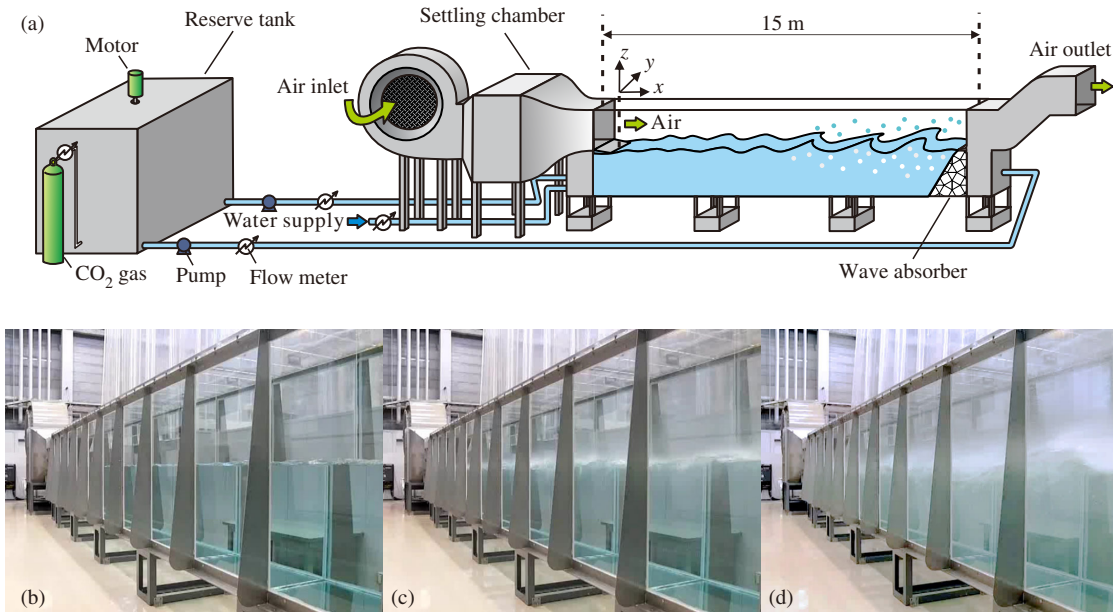 (a)
Reserve tank
Motor
Settling chamber
15 m
Air outlet
Air inlet
z
y
x
Air
Water supply
CO2 gas
Pump
Flow meter
Wave absorber
(b)
(c)
(d)